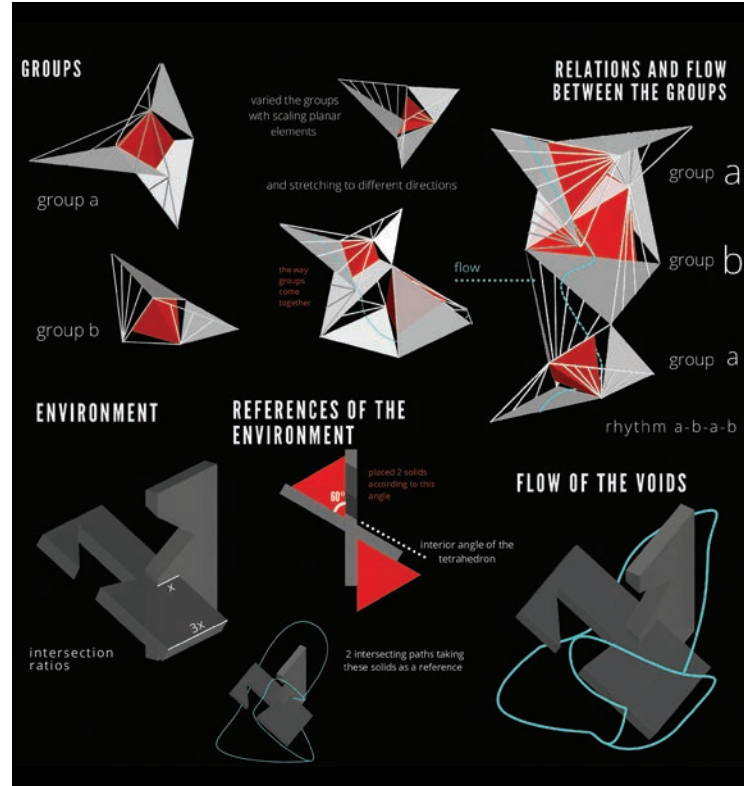 GROUPS
group a
group b
varied the groups
with scaling planar
elements
and stretching to different directions
the way
groups
come
together
flow
RELATIONS AND FLOW
BETWEEN THE GROUPS
group a
group b
group a
rhythm a-b-a-b
ENVIRONMENT
x
3x
intersection
ratios
REFERENCES OF THE
ENVIRONMENT
60°
placed 2 solids
according to this
angle
interior angle of the
tetrahedron
2 intersecting paths taking
these solids as a reference
FLOW OF THE VOIDS